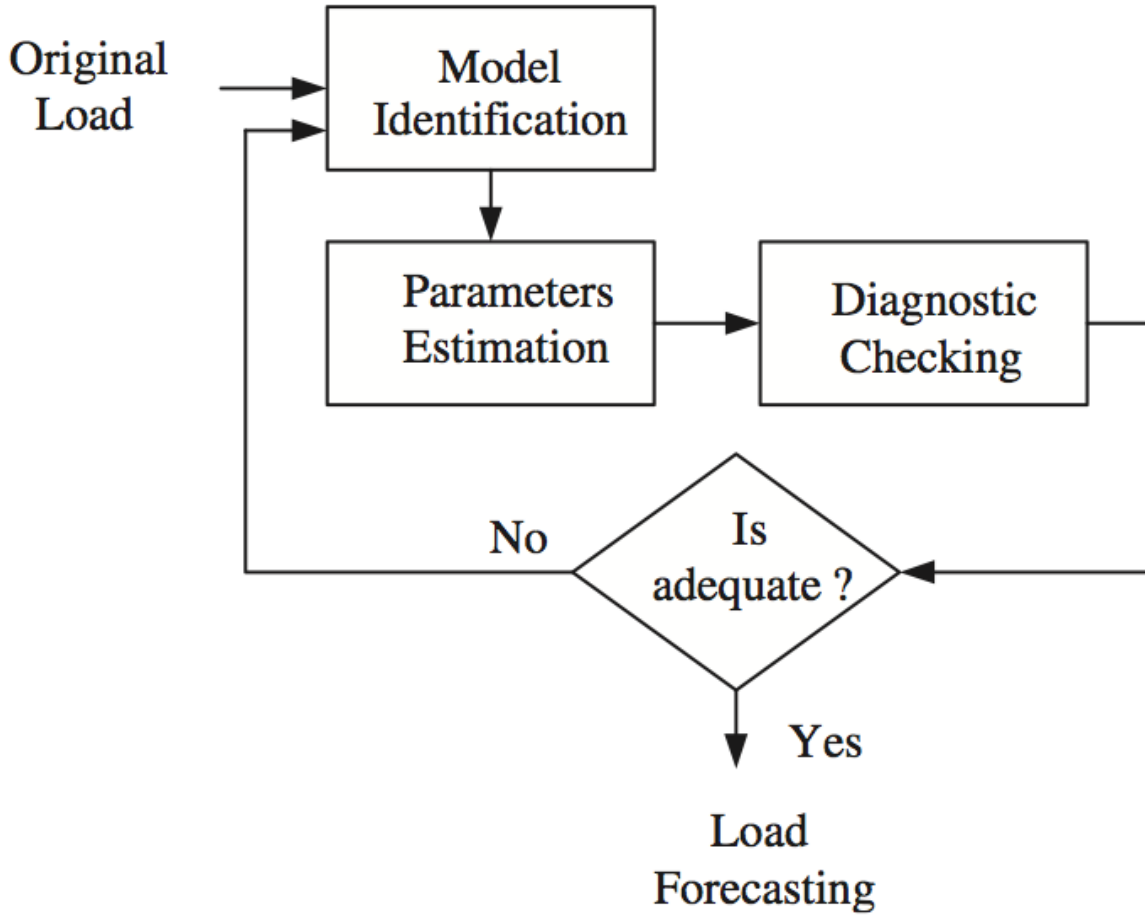 Original
Load
Model
Identification
Parameters
Estimation
Diagnostic
Checking
Is
adequate ?
No
Yes
Load
Forecasting